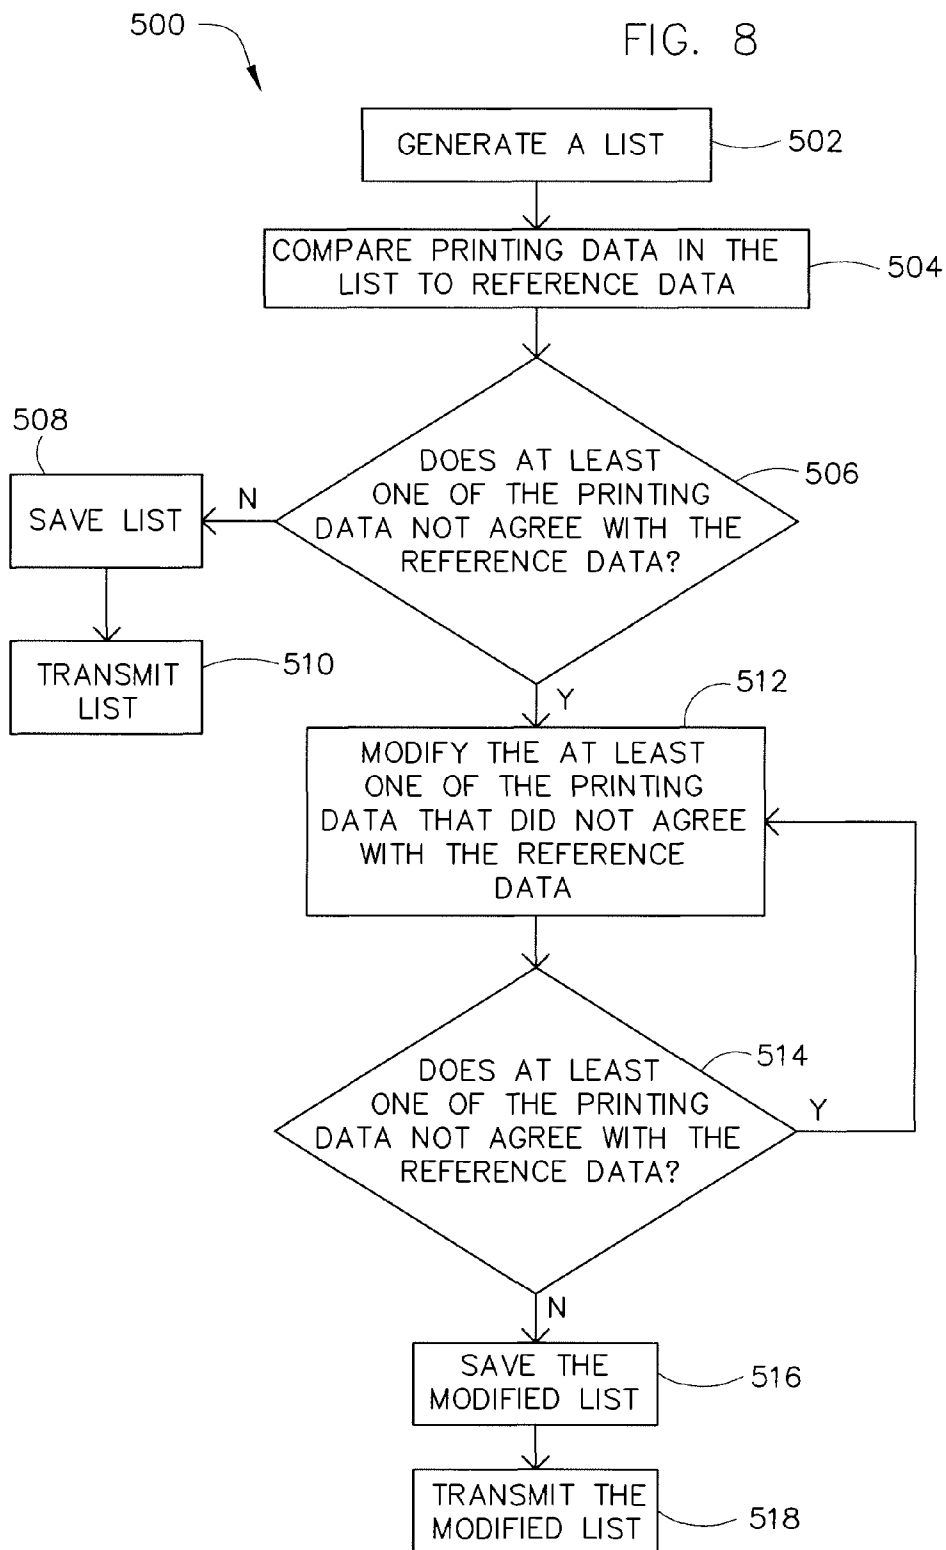 500
FIG. 8
GENERATE A LIST
502
COMPARE PRINTING DATA IN THE
LIST TO REFERENCE DATA
504
DOES AT LEAST
ONE OF THE PRINTING
DATA NOT AGREE WITH THE
REFERENCE DATA?
506
N
508
SAVE LIST
TRANSMIT
LIST
510
Y
512
MODIFY THE AT LEAST
ONE OF THE PRINTING
DATA THAT DID NOT AGREE
WITH THE REFERENCE
DATA
DOES AT LEAST
ONE OF THE PRINTING
DATA NOT AGREE WITH THE
REFERENCE DATA?
514
Y
N
SAVE THE
MODIFIED LIST
516
TRANSMIT THE
MODIFIED LIST
518